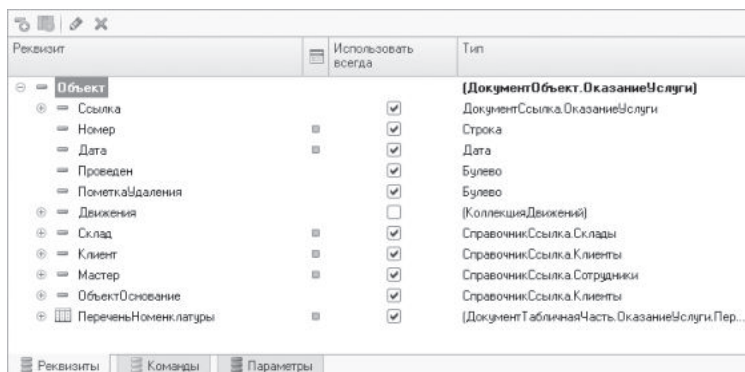 Реквизит Использовать всегда Тип
Объект (ДокументОбъект.ОказаниеУслуги)
Ссылка ДокументСсылка.ОказаниеУслуги
Номер Строка
Дата Дата
Проведен Булево
ПометкаУдаления Булево
Движения (КоллекцияДвижений)
Склад СправочникСсылка.Склады
Клиент СправочникСсылка.Клиенты
Мастер СправочникСсылка.Сотрудники
ОбъектОснование СправочникСсылка.Клиенты
ПереченьНоменклатуры (ДокументТабличнаяЧасть.ОказаниеУслуги.Пер...
Реквизиты Команды Параметры